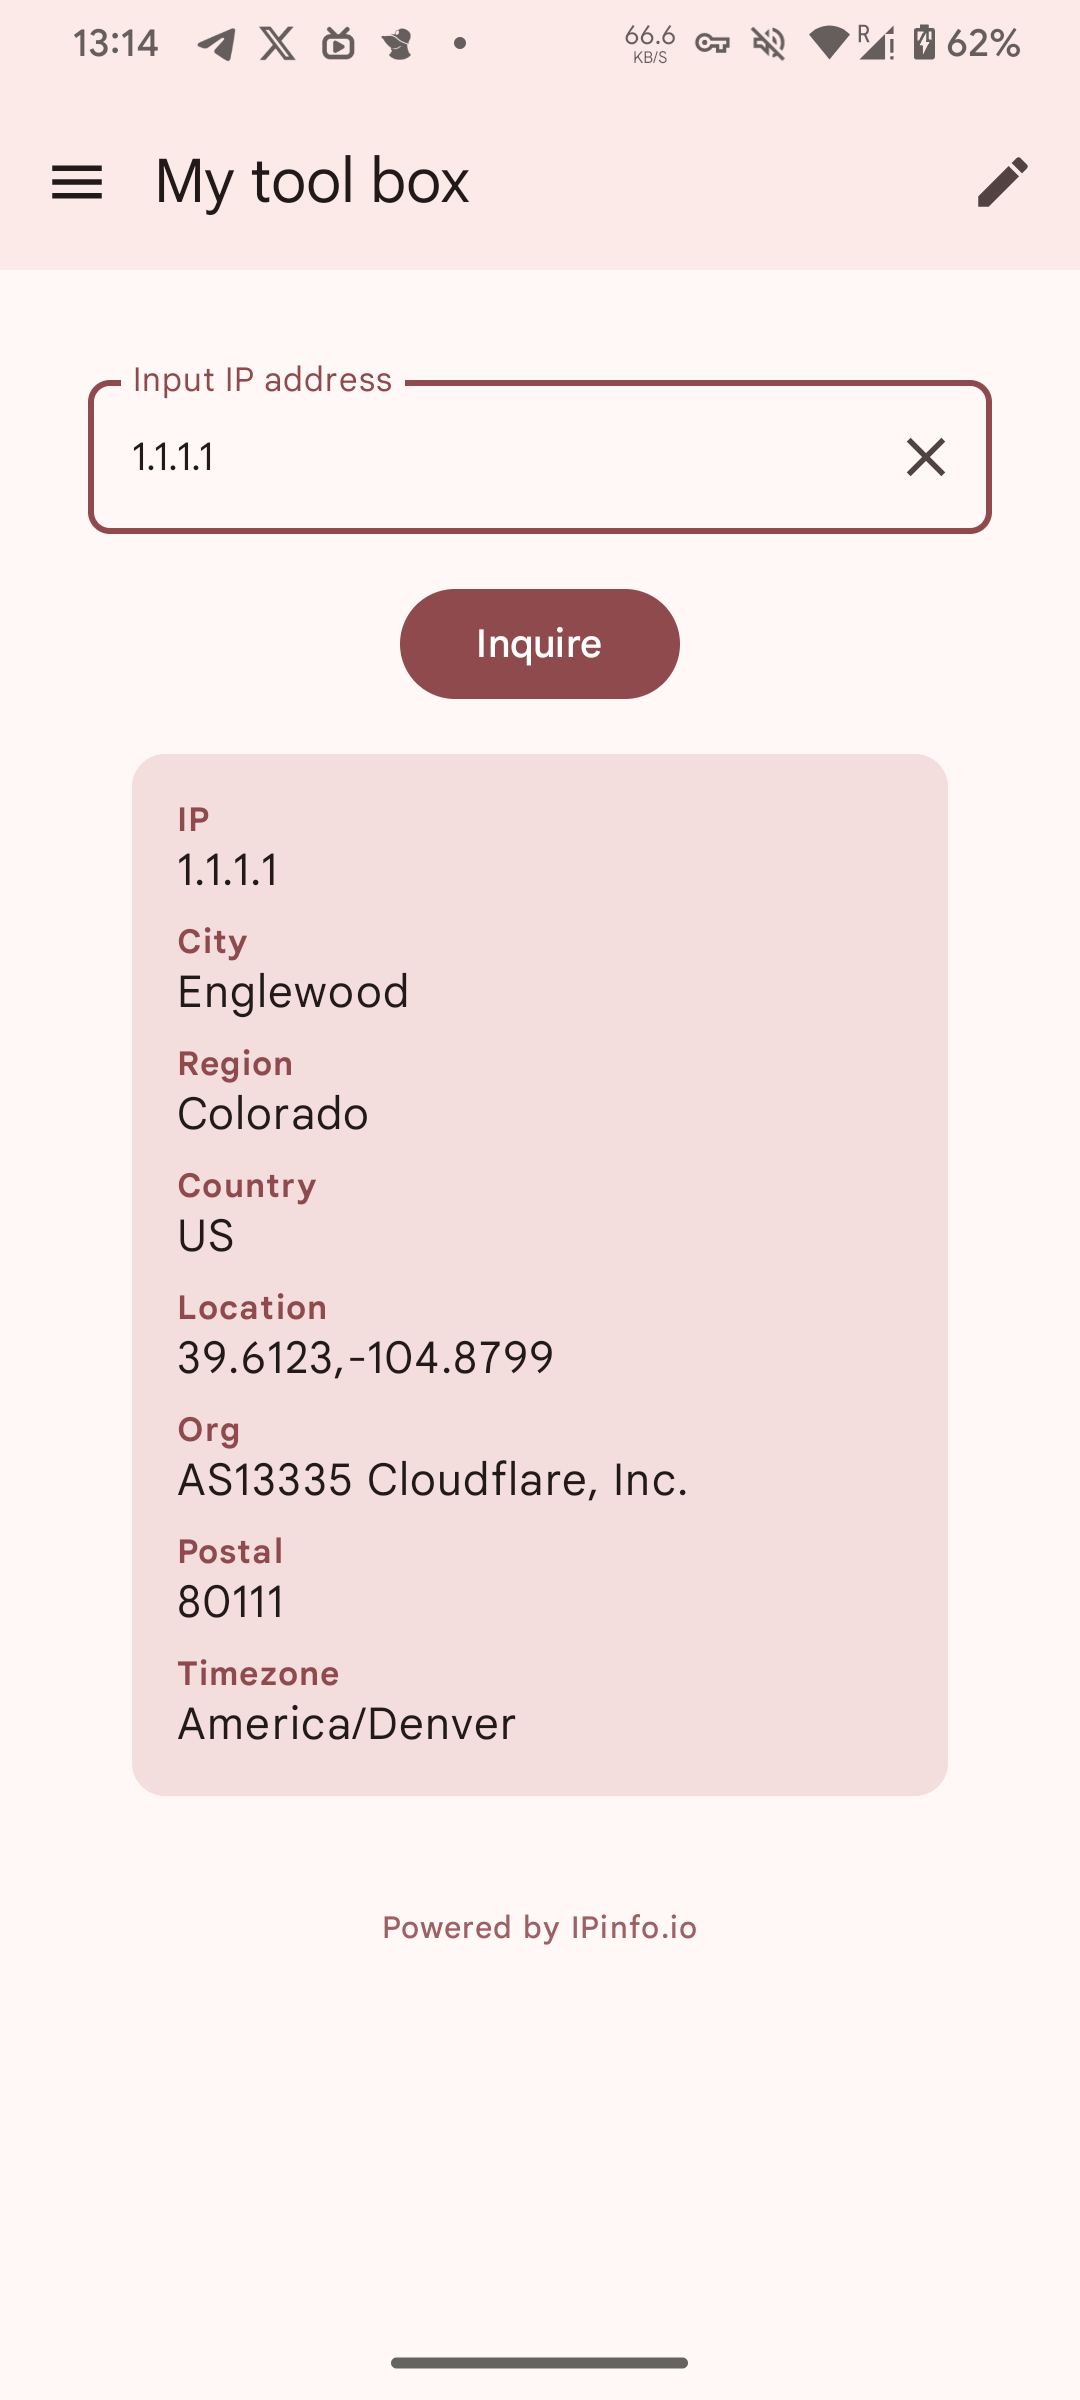 13:14 66.6 KB/S R 62%
My tool box
Input IP address
1.1.1.1
Inquire
IP
1.1.1.1
City
Englewood
Region
Colorado
Country
US
Location
39.6123,-104.8799
Org
AS13335 Cloudflare, Inc.
Postal
80111
Timezone
America/Denver
Powered by IPinfo.io